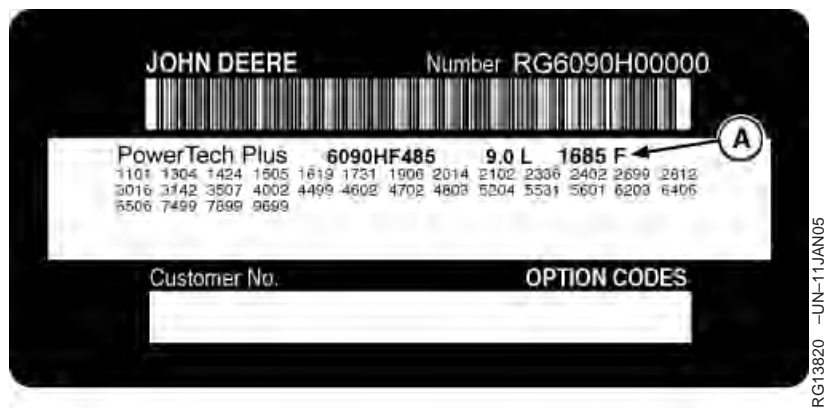 JOHN DEERE Number RG6090H00000
PowerTech Plus 6090HF485 9.0 L 1685 F
A
1101 1304 1424 1505 1619 1731 1906 2014 2102 2336 2402 2699 2812
3016 3142 3507 4002 4499 4602 4702 4803 5204 5531 5601 6203 6406
6506 7499 7899 9699
Customer No. OPTION CODES
RG13820 –UN–11JAN05